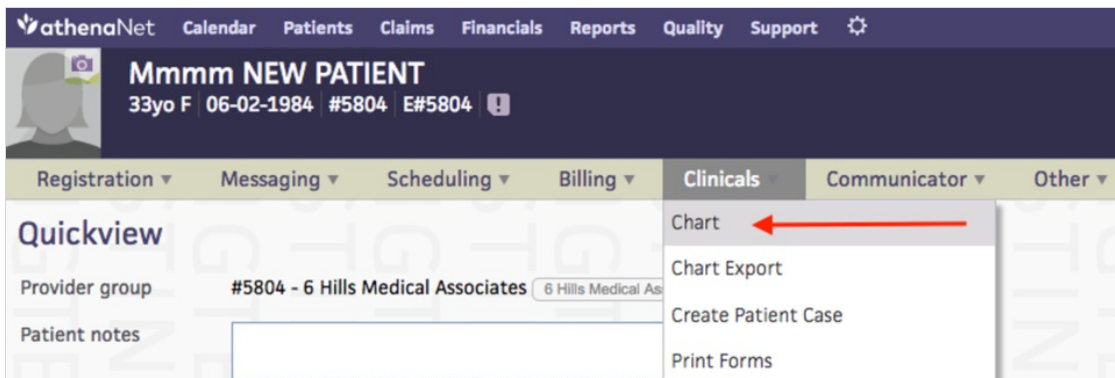 athenaNet Calendar Patients Claims Financials Reports Quality Support
Mmmm NEW PATIENT
33yo F 06-02-1984 #5804 E#5804
Registration Messaging Scheduling Billing Clinicals Communicator Other
Quickview
Chart
Chart Export
Create Patient Case
Print Forms
Provider group #5804 - 6 Hills Medical Associates 6 Hills Medical
Patient notes